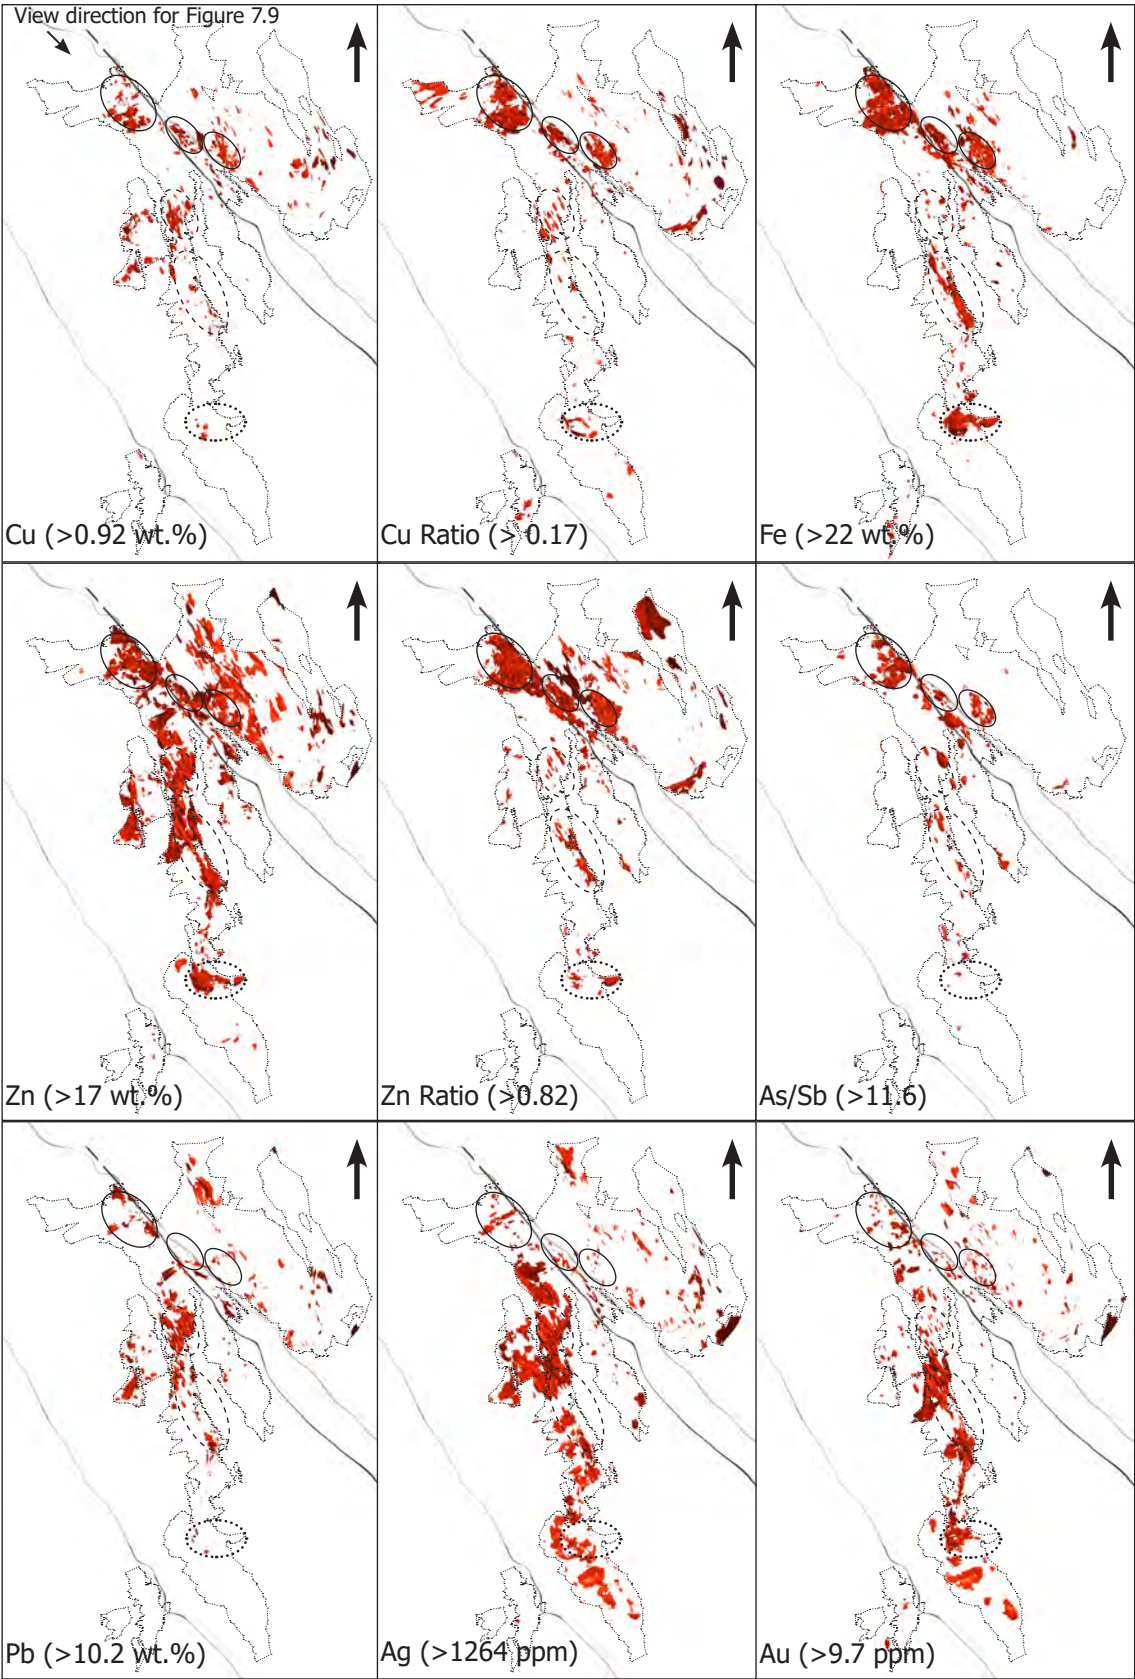 View direction for Figure 7.9
Cu (>0.92 wt.%)
Cu Ratio (> 0.17)
Fe (>22 wt.%)
Zn (>17 wt.%)
Zn Ratio (>0.82)
As/Sb (>11.6)
Pb (>10.2 wt.%)
Ag (>1264 ppm)
Au (>9.7 ppm)